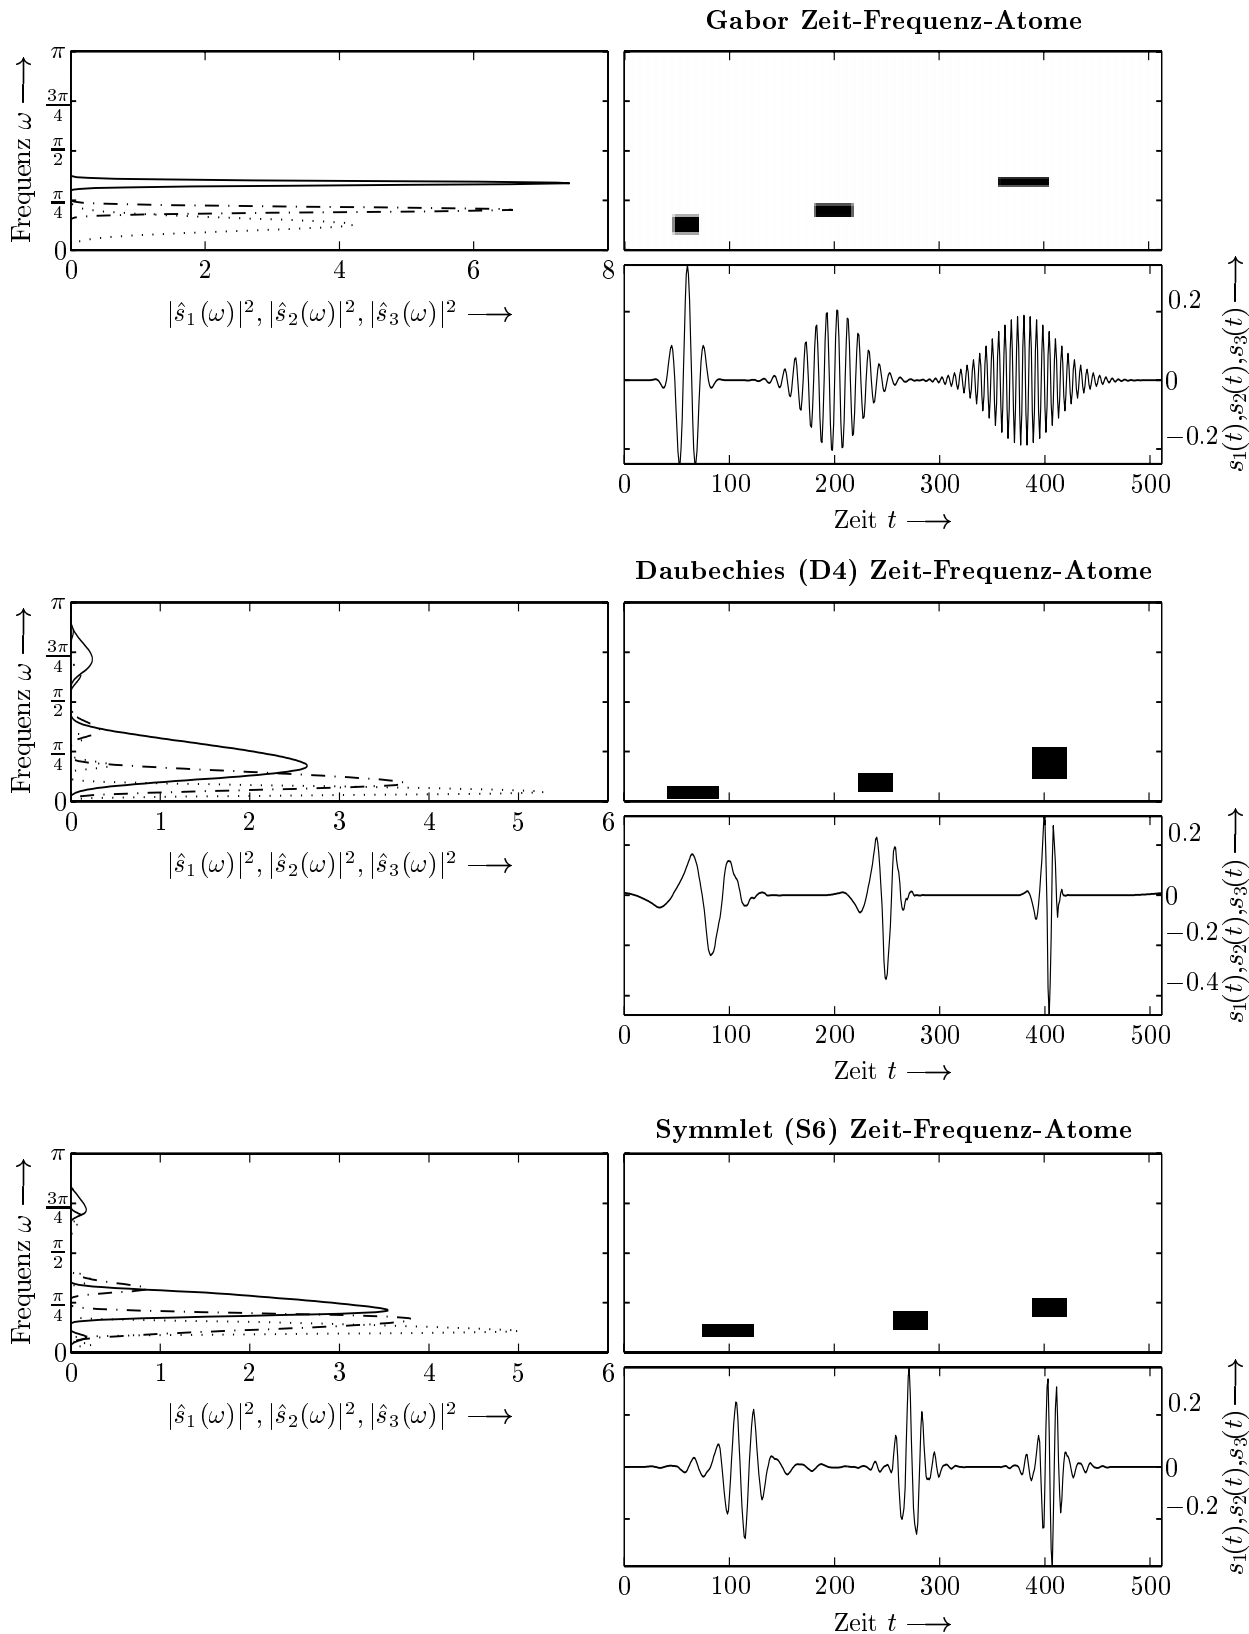 Gabor Zeit-Frequenz-Atome
π
3π/4
π/2
π/4
0
Frequenz ω ⟶
0 2 4 6 8
|ŝ₁(ω)|², |ŝ₂(ω)|², |ŝ₃(ω)|² ⟶
0.2
0
−0.2
s₁(t),s₂(t),s₃(t) ⟶
0 100 200 300 400 500
Zeit t ⟶
Daubechies (D4) Zeit-Frequenz-Atome
π
3π/4
π/2
π/4
0
Frequenz ω ⟶
0 1 2 3 4 5 6
|ŝ₁(ω)|², |ŝ₂(ω)|², |ŝ₃(ω)|² ⟶
0.2
0
−0.2
−0.4
s₁(t),s₂(t),s₃(t) ⟶
0 100 200 300 400 500
Zeit t ⟶
Symmlet (S6) Zeit-Frequenz-Atome
π
3π/4
π/2
π/4
0
Frequenz ω ⟶
0 1 2 3 4 5 6
|ŝ₁(ω)|², |ŝ₂(ω)|², |ŝ₃(ω)|² ⟶
0.2
0
−0.2
s₁(t),s₂(t),s₃(t) ⟶
0 100 200 300 400 500
Zeit t ⟶